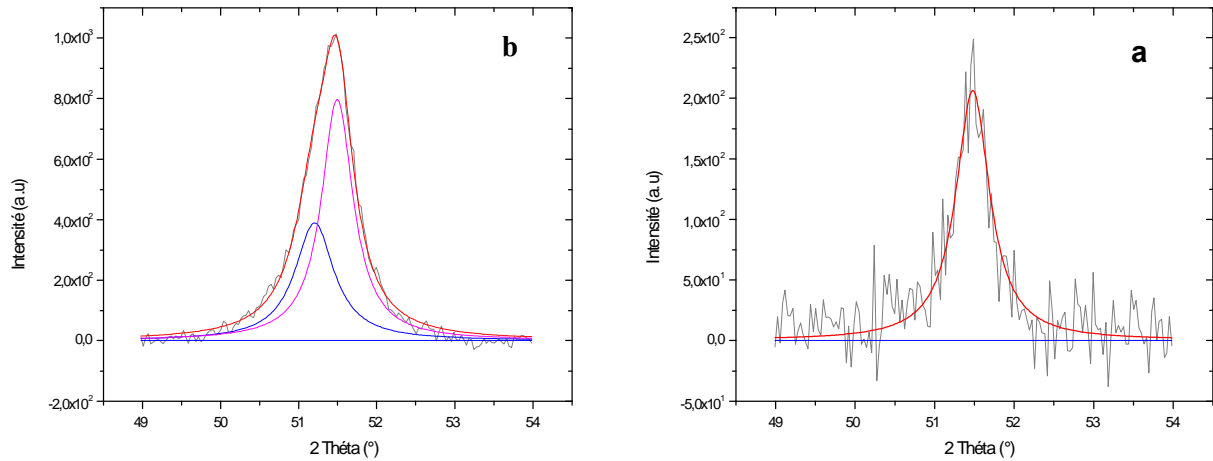 b
1,0x10³
8,0x10²
6,0x10²
4,0x10²
2,0x10²
0,0
-2,0x10²
Intensité (a.u)
49 50 51 52 53 54
2 Théta (°)
a
2,5x10²
2,0x10²
1,5x10²
1,0x10²
5,0x10¹
0,0
-5,0x10¹
Intensité (a.u)
49 50 51 52 53 54
2 Théta (°)